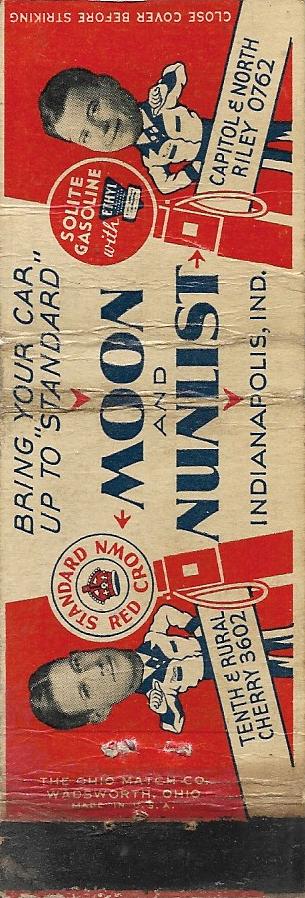 CLOSE COVER BEFORE STRIKING
BRING YOUR CAR
UP TO "STANDARD"
STANDARD
RED CROWN
SOLITE
GASOLINE
with
ETHYL
MOON
AND
NUNLIST
INDIANAPOLIS, IND.
TENTH & RURAL
CHERRY 3602
CAPITOL & NORTH
RILEY 0762
THE OHIO MATCH CO.
WADSWORTH, OHIO
MADE IN U.S.A.